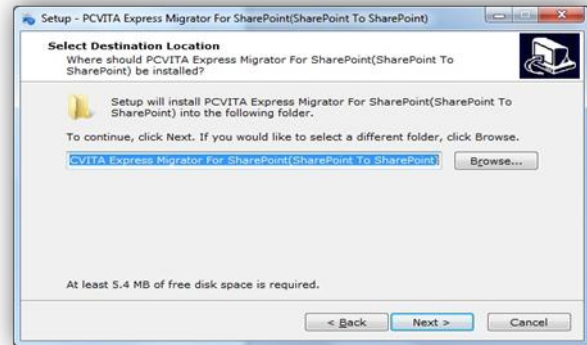 Setup - PCVITA Express Migrator For SharePoint(SharePoint To SharePoint)
Select Destination Location
Where should PCVITA Express Migrator For SharePoint(SharePoint To
SharePoint) be installed?
Setup will install PCVITA Express Migrator For SharePoint(SharePoint To
SharePoint) into the following folder.
To continue, click Next. If you would like to select a different folder, click Browse.
CVITA Express Migrator For SharePoint(SharePoint To SharePoint) Browse...
At least 5.4 MB of free disk space is required.
< Back Next > Cancel